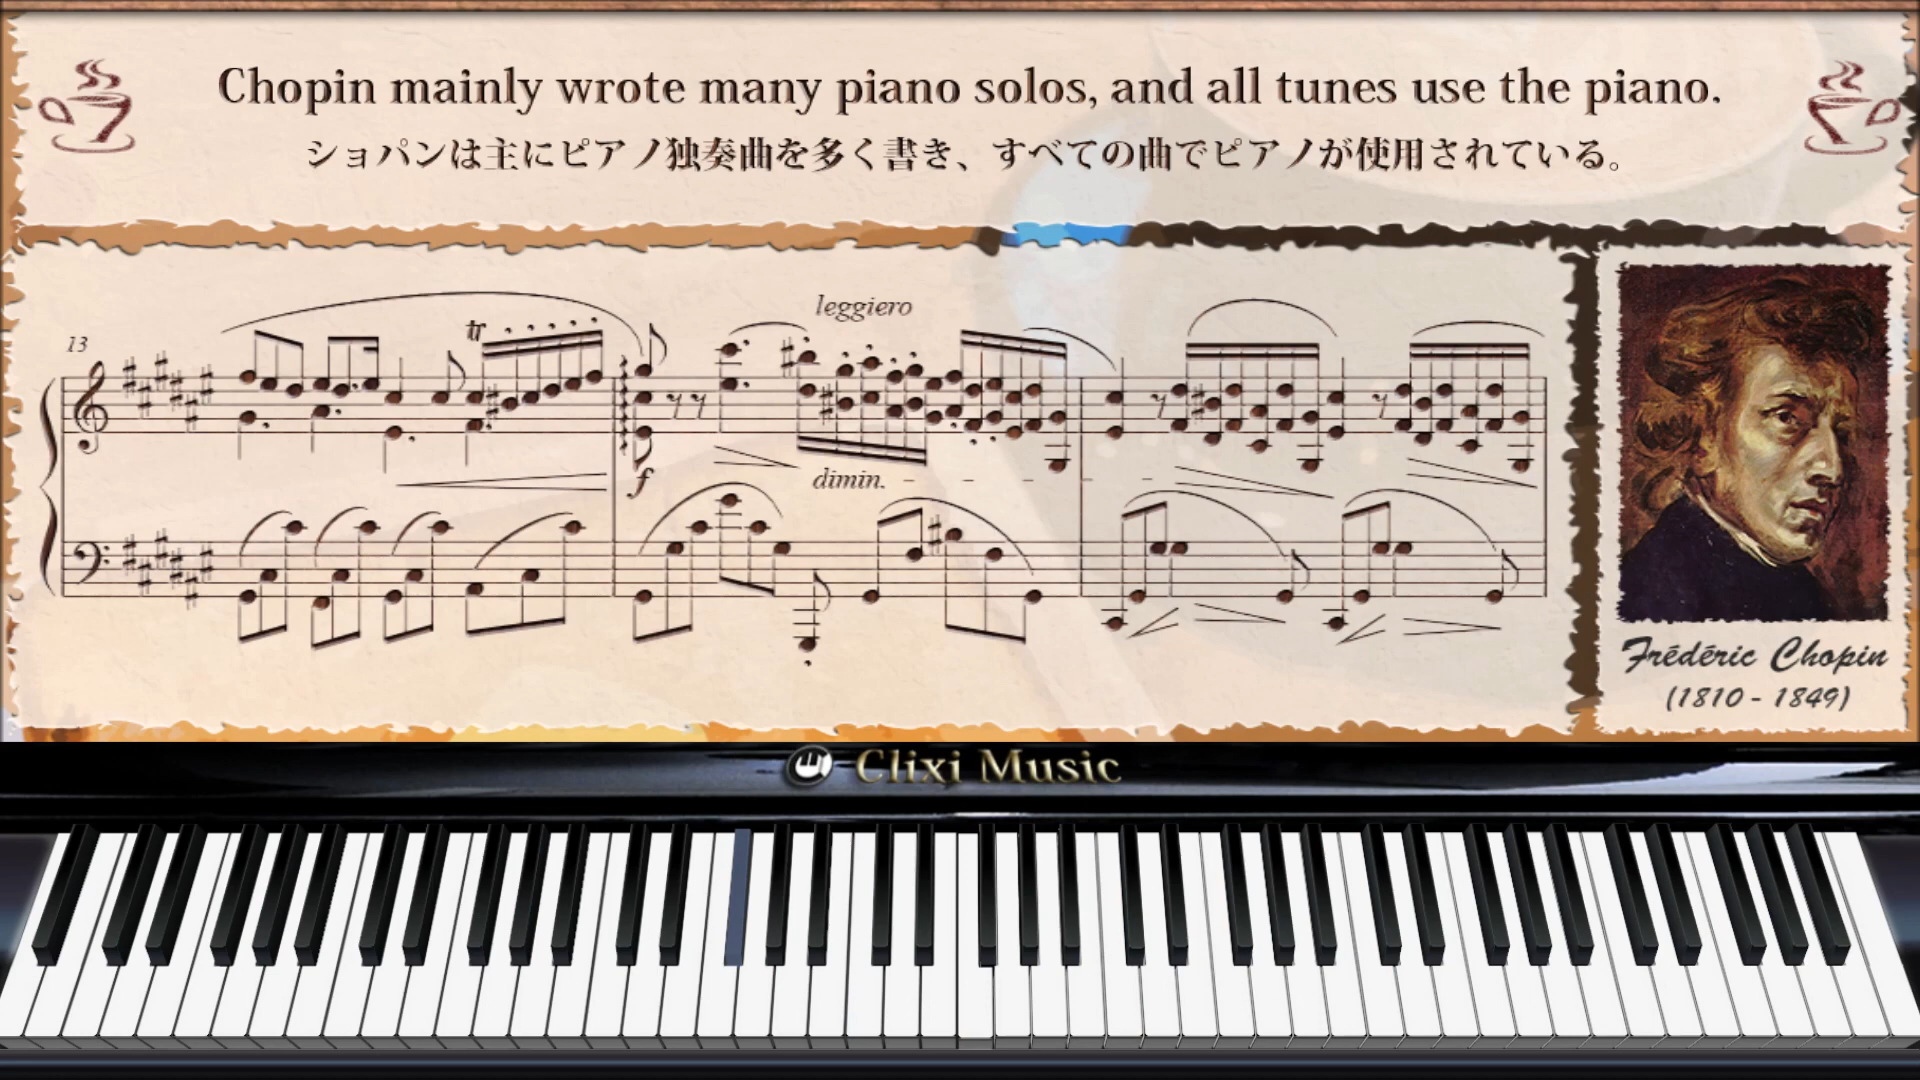 Chopin mainly wrote many piano solos, and all tunes use the piano.
ショパンは主にピアノ独奏曲を多く書き、すべての曲でピアノが使用されている。
leggiero
13
tr
f
dimin.
Frédéric Chopin
(1810 - 1849)
Clixi Music